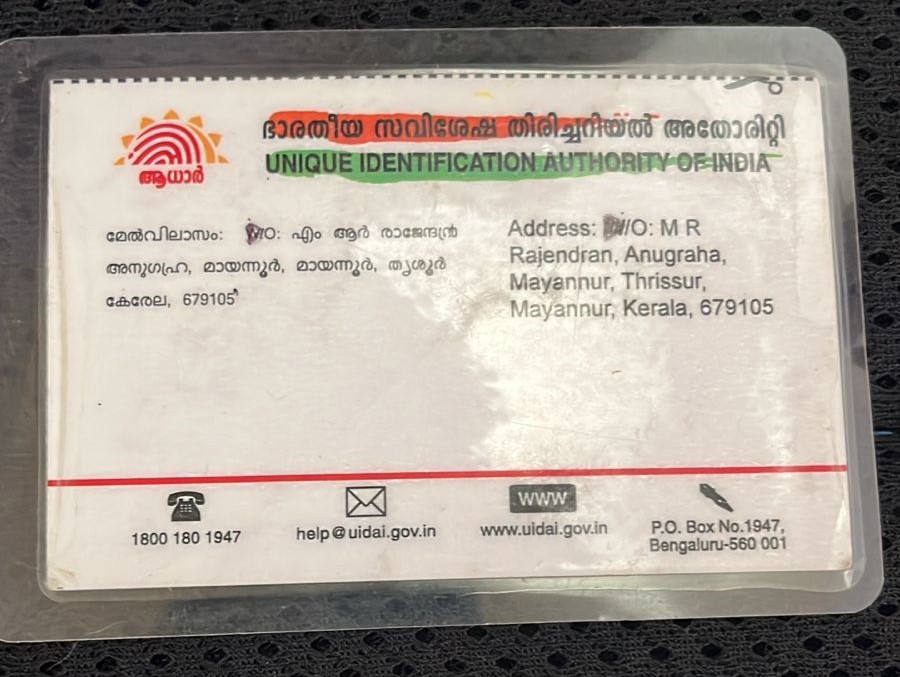 ഭാരതീയ സവിശേഷ തിരിച്ചറിയൽ അതോരിറ്റി
UNIQUE IDENTIFICATION AUTHORITY OF INDIA
ആധാർ
മേൽവിലാസം: /O: എം ആർ രാജേന്ദ്രൻ
അനുഗഹ്ര, മായന്നൂർ, മായന്നൂർ, തൃശൂർ
കേരേല, 679105
Address: /O: M R
Rajendran, Anugraha,
Mayannur, Thrissur,
Mayannur, Kerala, 679105
1800 180 1947
help@uidai.gov.in
www
www.uidai.gov.in
P.O. Box No.1947,
Bengaluru-560 001